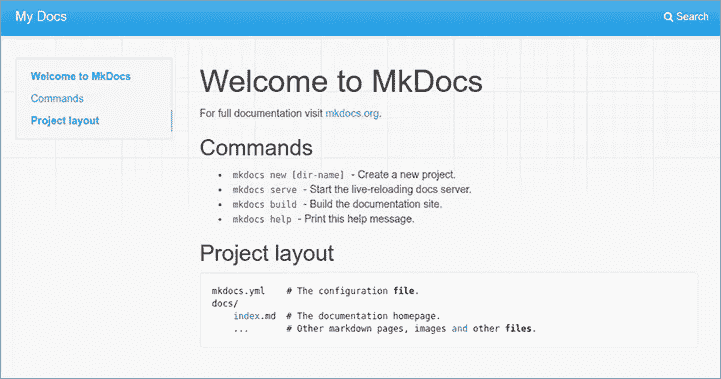 My Docs
Search
Welcome to MkDocs
Commands
Project layout
Welcome to MkDocs
For full documentation visit mkdocs.org.
Commands
• mkdocs new [dir-name] - Create a new project.
• mkdocs serve - Start the live-reloading docs server.
• mkdocs build - Build the documentation site.
• mkdocs help - Print this help message.
Project layout
mkdocs.yml    # The configuration file.
docs/
    index.md  # The documentation homepage.
    ...       # Other markdown pages, images and other files.